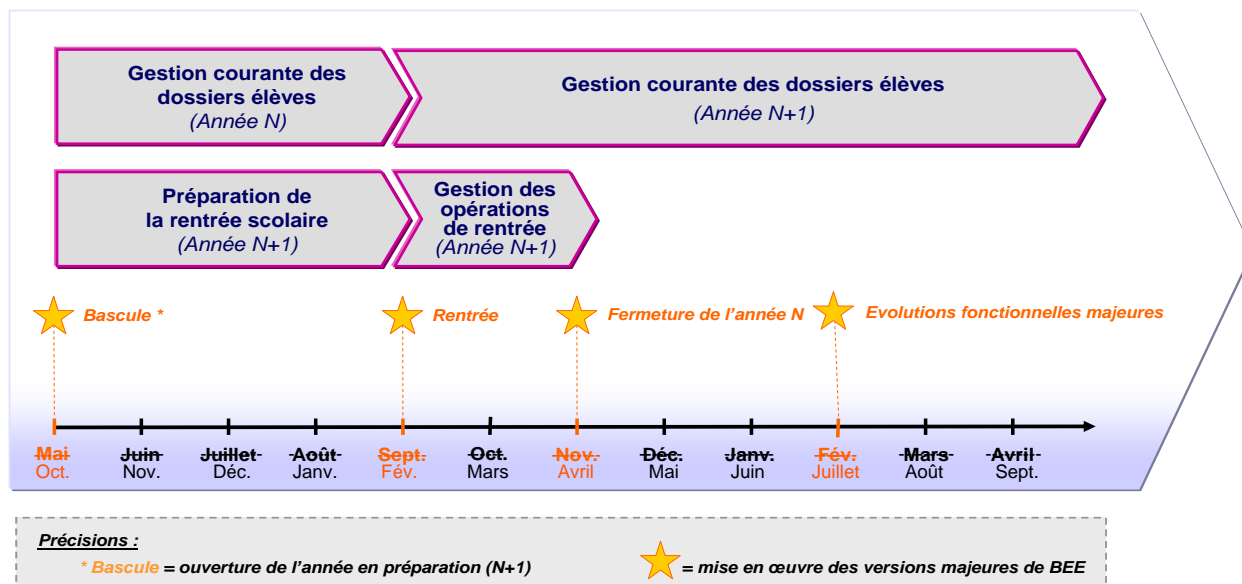 Gestion courante des
dossiers élèves
(Année N)
Gestion courante des dossiers élèves
(Année N+1)
Préparation de
la rentrée scolaire
(Année N+1)
Gestion des
opérations
de rentrée
(Année N+1)
Bascule *
Rentrée
Fermeture de l'année N
Evolutions fonctionnelles majeures
Mai Juin Juillet Août Sept. Oct. Nov. Déc. Janv. Fév. Mars Avril
Oct. Nov. Déc. Janv. Fév. Mars Avril Mai Juin Juillet Août Sept.
Précisions :
* Bascule = ouverture de l'année en préparation (N+1)
= mise en œuvre des versions majeures de BEE